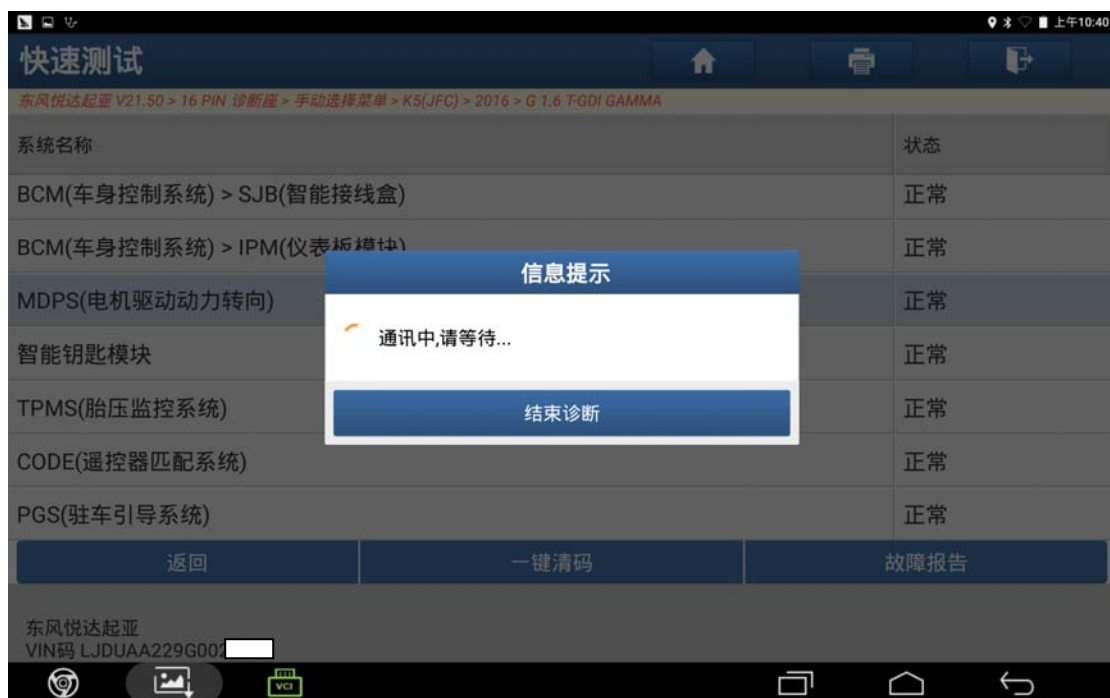 上午10:40
快速测试
东风悦达起亚 V21.50 > 16 PIN 诊断座 > 手动选择菜单 > K5(JFC) > 2016 > G 1.6 T-GDI GAMMA
系统名称 状态
BCM(车身控制系统) > SJB(智能接线盒) 正常
BCM(车身控制系统) > IPM(仪表板模块) 正常
信息提示
MDPS(电机驱动动力转向) 正常
通讯中,请等待...
智能钥匙模块 正常
TPMS(胎压监控系统) 正常
结束诊断
CODE(遥控器匹配系统) 正常
PGS(驻车引导系统) 正常
返回 一键清码 故障报告
东风悦达起亚
VIN码 LJDUAA229G002
VCI